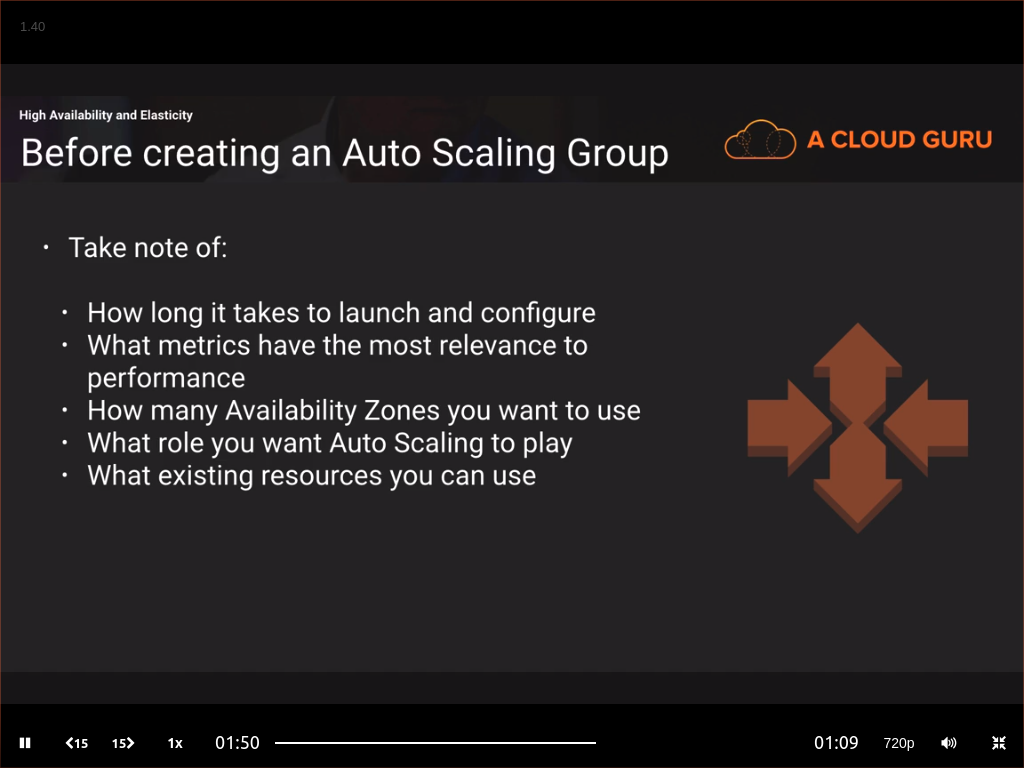 1.40
High Availability and Elasticity
Before creating an Auto Scaling Group
A CLOUD GURU
• Take note of:
• How long it takes to launch and configure
• What metrics have the most relevance to
performance
• How many Availability Zones you want to use
• What role you want Auto Scaling to play
• What existing resources you can use
15 15 1x 01:50 01:09 720p